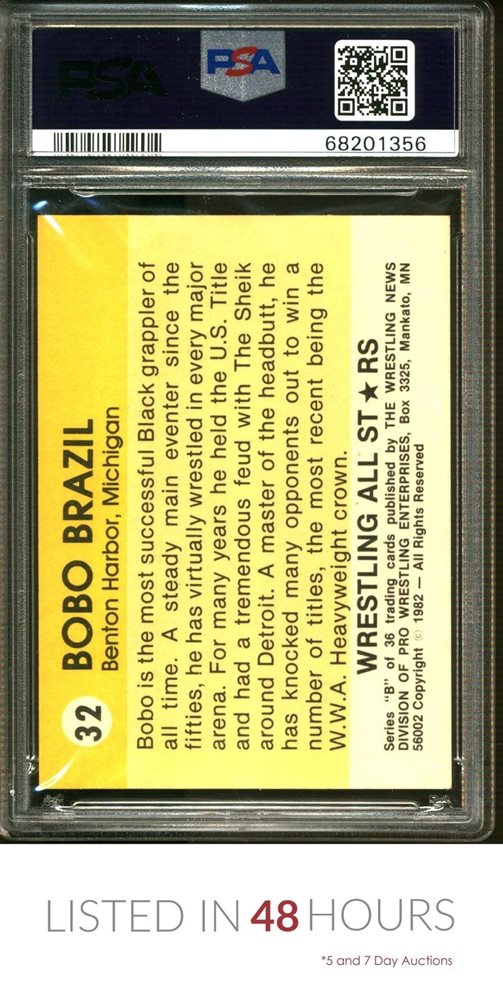 PSA
PSA
68201356
32
BOBO BRAZIL
Benton Harbor, Michigan
Bobo is the most successful Black grappler of
all time. A steady main eventer since the
fifties, he has virtually wrestled in every major
arena. For many years he held the U.S. Title
and had a tremendous feud with The Sheik
around Detroit. A master of the headbutt, he
has knocked many opponents out to win a
number of titles, the most recent being the
W.W.A. Heavyweight crown.
WRESTLING ALL ST★RS
Series "B" of 36 trading cards published by THE WRESTLING NEWS
DIVISION OF PRO WRESTLING ENTERPRISES, Box 3325, Mankato, MN
56002 Copyright © 1982 — All Rights Reserved
LISTED IN 48 HOURS
*5 and 7 Day Auctions